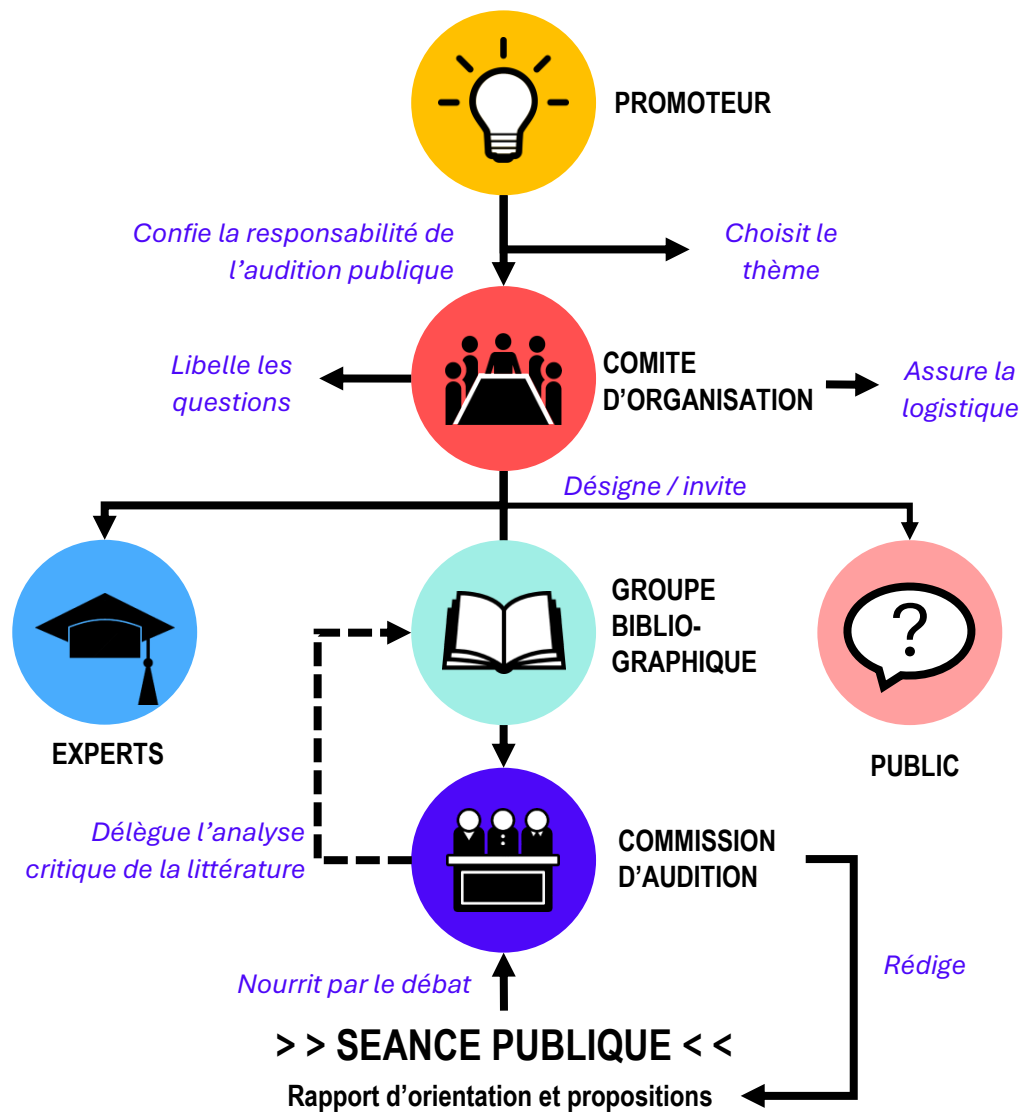 PROMOTEUR
Confie la responsabilité de
l’audition publique
Choisit le
thème
Libelle les
questions
COMITE
D’ORGANISATION
Assure la
logistique
Désigne / invite
?
GROUPE
BIBLIO-
GRAPHIQUE
EXPERTS
PUBLIC
Délègue l’analyse
critique de la littérature
COMMISSION
D’AUDITION
Nourrit par le débat
Rédige
> > SEANCE PUBLIQUE < <
Rapport d’orientation et propositions